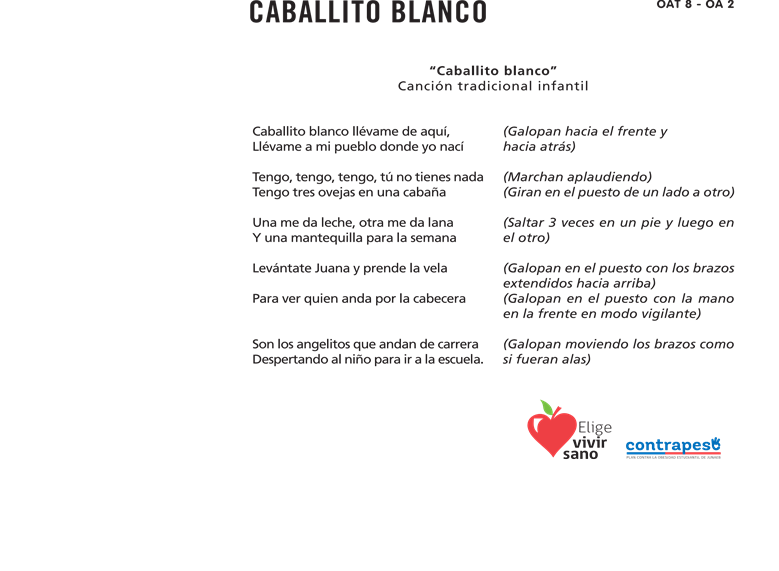 CABALLITO BLANCO
OAT 8 - OA 2
“Caballito blanco”
Canción tradicional infantil
Caballito blanco llévame de aquí,
Llévame a mi pueblo donde yo nací
(Galopan hacia el frente y
hacia atrás)
Tengo, tengo, tengo, tú no tienes nada
Tengo tres ovejas en una cabaña
(Marchan aplaudiendo)
(Giran en el puesto de un lado a otro)
Una me da leche, otra me da lana
Y una mantequilla para la semana
(Saltar 3 veces en un pie y luego en
el otro)
Levántate Juana y prende la vela
(Galopan en el puesto con los brazos
extendidos hacia arriba)
Para ver quien anda por la cabecera
(Galopan en el puesto con la mano
en la frente en modo vigilante)
Son los angelitos que andan de carrera
Despertando al niño para ir a la escuela.
(Galopan moviendo los brazos como
si fueran alas)
Elige
vivir
sano
contrapeso
PLAN CONTRA LA OBESIDAD ESTUDIANTIL DE JUNAEB